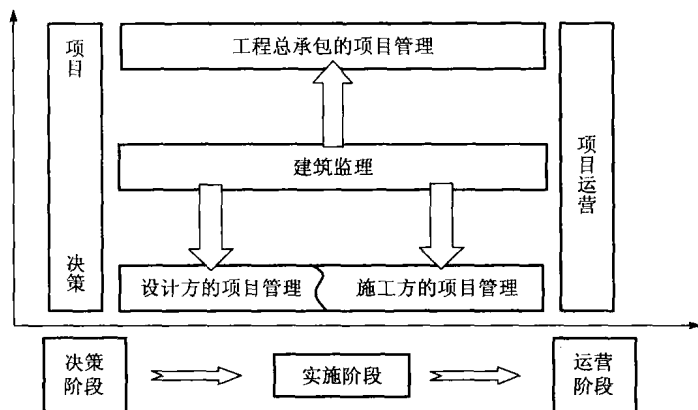 项目
决策
工程总承包的项目管理
建筑监理
设计方的项目管理
施工方的项目管理
项目运营
决策
阶段
实施阶段
运营
阶段